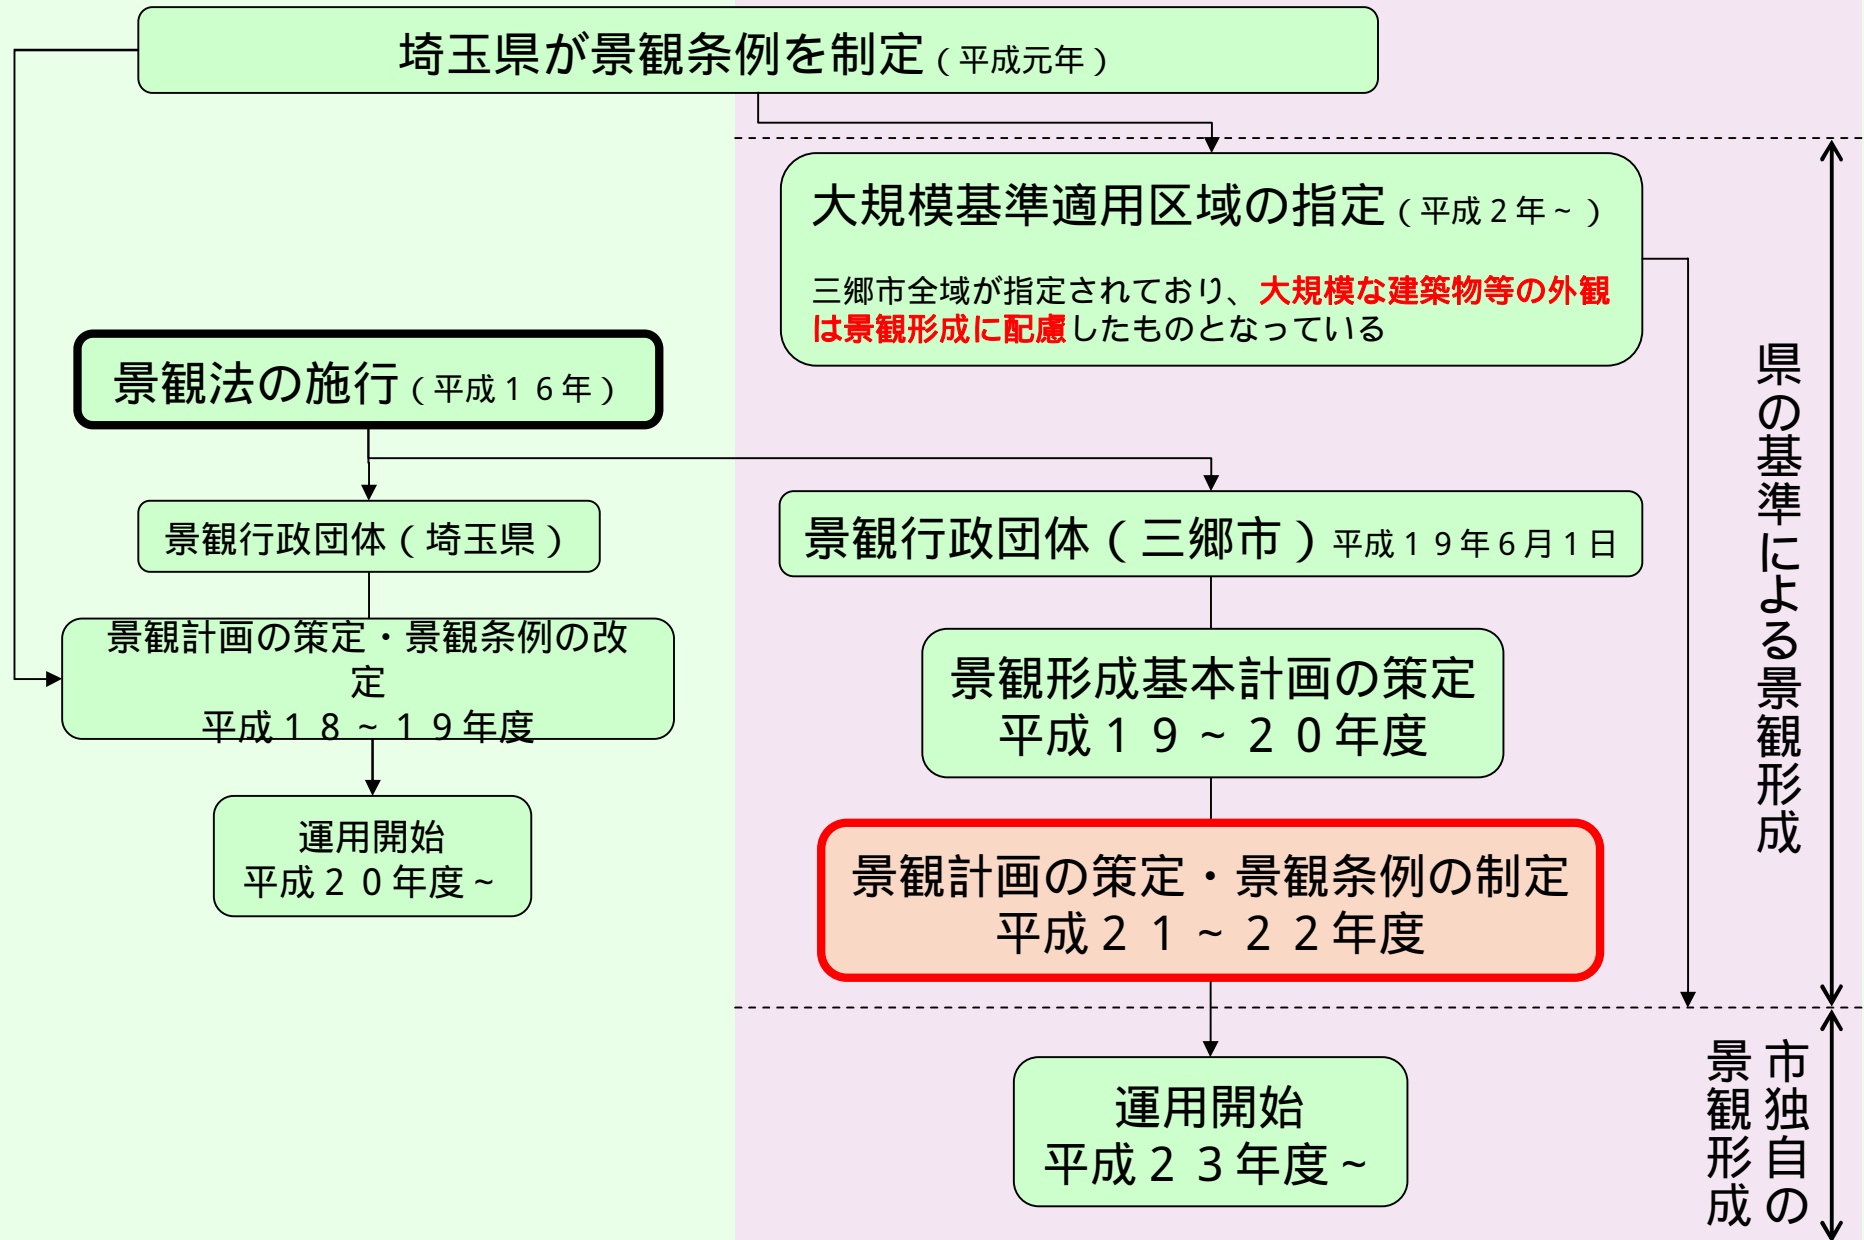 埼玉県が景観条例を制定（平成元年）
大規模基準適用区域の指定（平成２年～）
三郷市全域が指定されており、大規模な建築物等の外観
は景観形成に配慮したものとなっている
景観法の施行（平成１６年）
景観行政団体（埼玉県）
景観行政団体（三郷市）平成１９年６月１日
景観計画の策定・景観条例の改
定
平成１８～１９年度
景観形成基本計画の策定
平成１９～２０年度
運用開始
平成２０年度～
景観計画の策定・景観条例の制定
平成２１～２２年度
運用開始
平成２３年度～
県の基準による景観形成
市独自の
景観形成